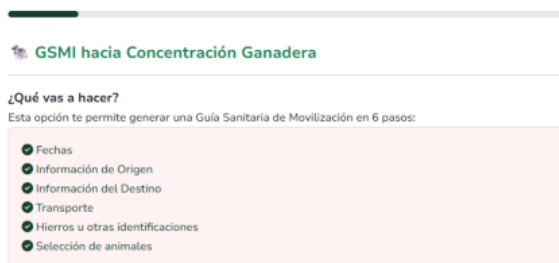 GSMI hacia Concentración Ganadera
¿Qué vas a hacer?
Esta opción te permite generar una Guía Sanitaria de Movilización en 6 pasos:
Fechas
Información de Origen
Información del Destino
Transporte
Hierros u otras identificaciones
Selección de animales